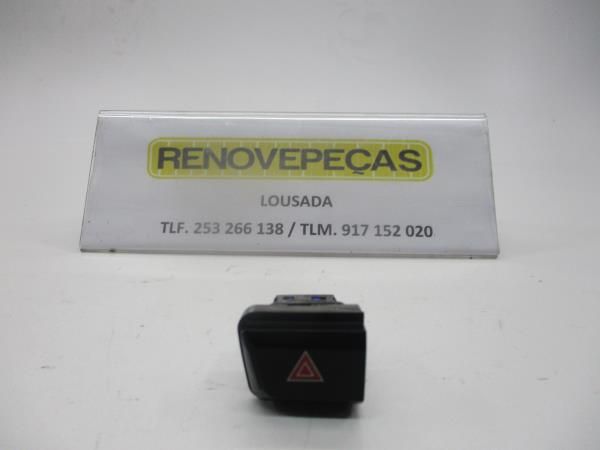 RENOVEPEÇAS
LOUSADA
TLF. 253 266 138 / TLM. 917 152 020